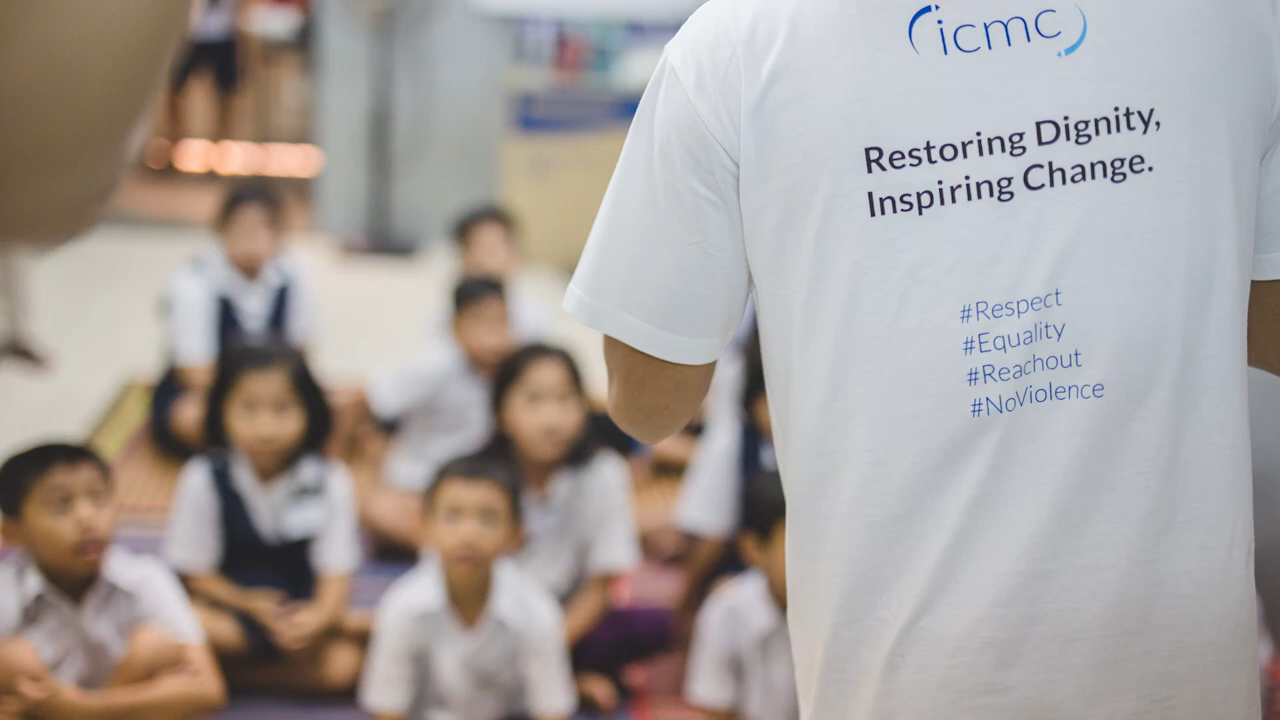 icmc
Restoring Dignity,
Inspiring Change.
#Respect
#Equality
#Reachout
#NoViolence